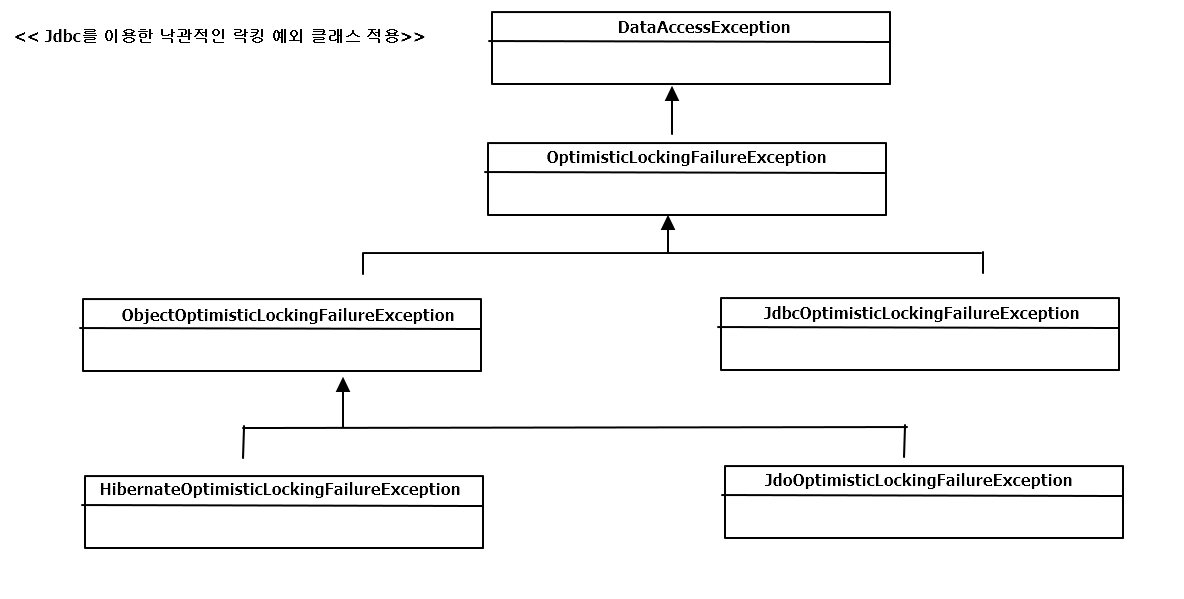 << Jdbc를 이용한 낙관적인 락킹 예외 클래스 적용>>
DataAccessException
OptimisticLockingFailureException
ObjectOptimisticLockingFailureException
JdbcOptimisticLockingFailureException
HibernateOptimisticLockingFailureException
JdoOptimisticLockingFailureException